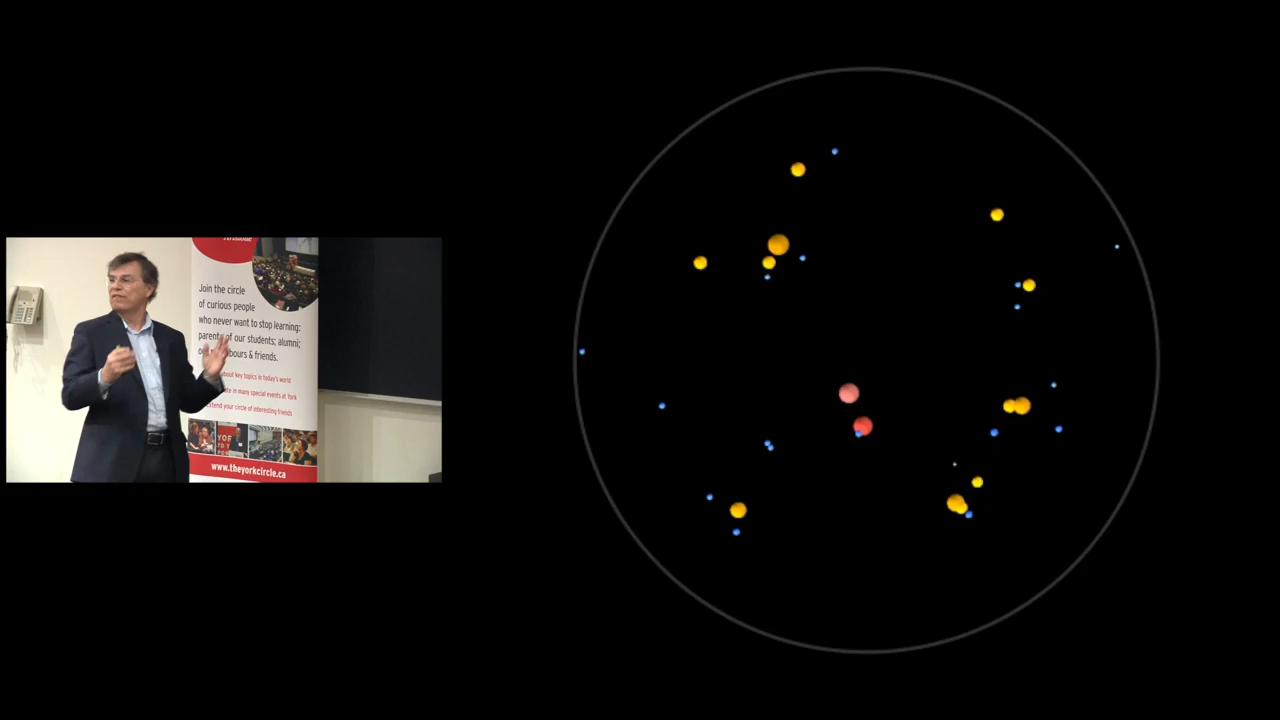 Join the circle
of curious people
who never want to stop learning:
parents of our students; alumni;
& friends.
about key topics in today's world
in many special events at York
extend your circle of interesting friends
www.theyorkcircle.ca